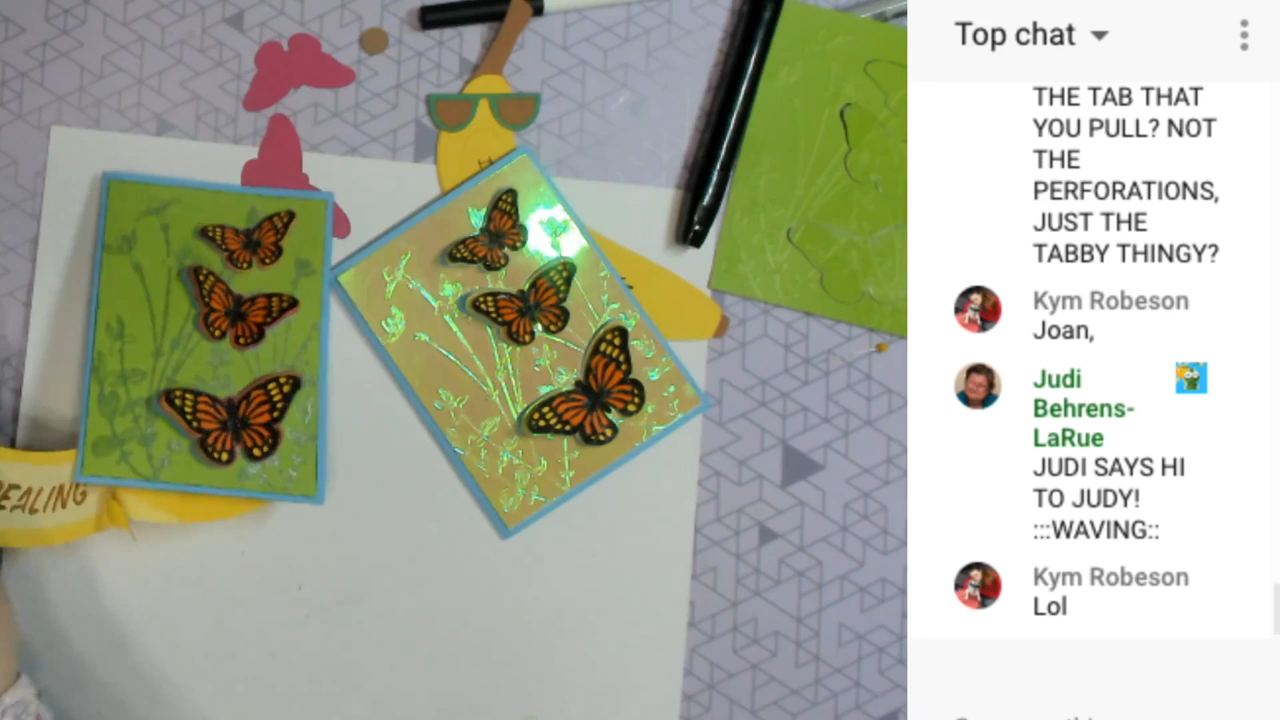 EALING
Top chat
THE TAB THAT
YOU PULL? NOT
THE
PERFORATIONS,
JUST THE
TABBY THINGY?
Kym Robeson
Joan,
Judi
Behrens-
LaRue
JUDI SAYS HI
TO JUDY!
:::WAVING::
Kym Robeson
Lol